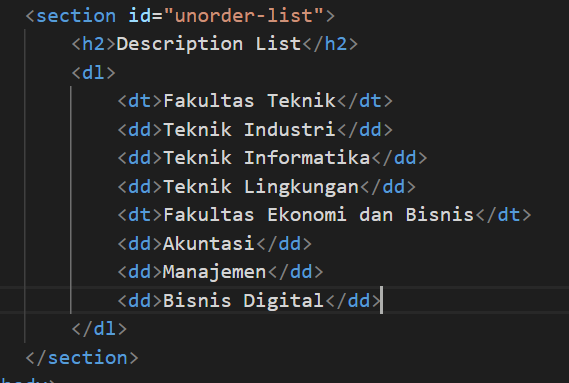 <section id="unorder-list">
<h2>Description List</h2>
<dl>
<dt>Fakultas Teknik</dt>
<dd>Teknik Industri</dd>
<dd>Teknik Informatika</dd>
<dd>Teknik Lingkungan</dd>
<dt>Fakultas Ekonomi dan Bisnis</dt>
<dd>Akuntasi</dd>
<dd>Manajemen</dd>
<dd>Bisnis Digital</dd>
</dl>
</section>